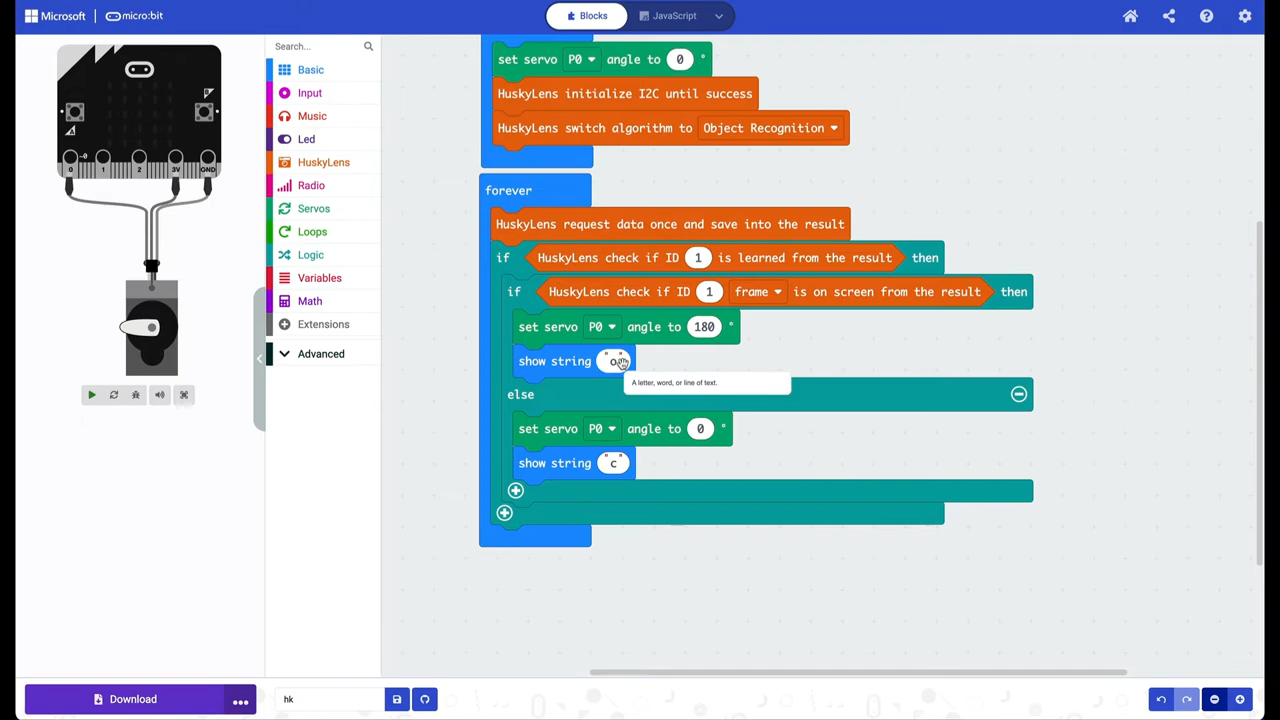 Microsoft micro:bit Blocks JavaScript
Search...
Basic
Input
Music
Led
HuskyLens
Radio
Servos
Loops
Logic
Variables
Math
Extensions
Advanced
0 1 2 3V GND
A
B
set servo P0 angle to 0 °
HuskyLens initialize I2C until success
HuskyLens switch algorithm to Object Recognition
forever
HuskyLens request data once and save into the result
if HuskyLens check if ID 1 is learned from the result then
if HuskyLens check if ID 1 frame is on screen from the result then
set servo P0 angle to 180 °
show string "o"
A letter, word, or line of text.
else
set servo P0 angle to 0 °
show string "c"
Download ... hk